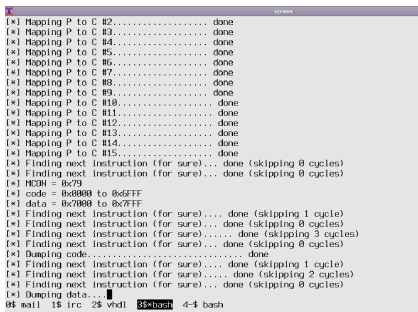 screen
[*] Mapping P to C #2................... done
[*] Mapping P to C #3................... done
[*] Mapping P to C #4................... done
[*] Mapping P to C #5................... done
[*] Mapping P to C #6................... done
[*] Mapping P to C #7................... done
[*] Mapping P to C #8................... done
[*] Mapping P to C #9................... done
[*] Mapping P to C #10................... done
[*] Mapping P to C #11................... done
[*] Mapping P to C #12................... done
[*] Mapping P to C #13................... done
[*] Mapping P to C #14................... done
[*] Mapping P to C #15................... done
[*] Finding next instruction (for sure)... done (skipping 0 cycles)
[*] Finding next instruction (for sure)... done (skipping 0 cycles)
[*] MCON = 0x79
[*] code = 0x0000 to 0x6FFF
[*] data = 0x7000 to 0x7FFF
[*] Finding next instruction (for sure).... done (skipping 1 cycle)
[*] Finding next instruction (for sure)... done (skipping 0 cycles)
[*] Finding next instruction (for sure)...... done (skipping 3 cycles)
[*] Finding next instruction (for sure)... done (skipping 0 cycles)
[*] Dumping code............................. done
[*] Finding next instruction (for sure).... done (skipping 1 cycle)
[*] Finding next instruction (for sure)..... done (skipping 2 cycles)
[*] Finding next instruction (for sure)... done (skipping 0 cycles)
[*] Dumping data....
0$ mail  1$ irc  2$ vhdl  3$*bash  4-$ bash